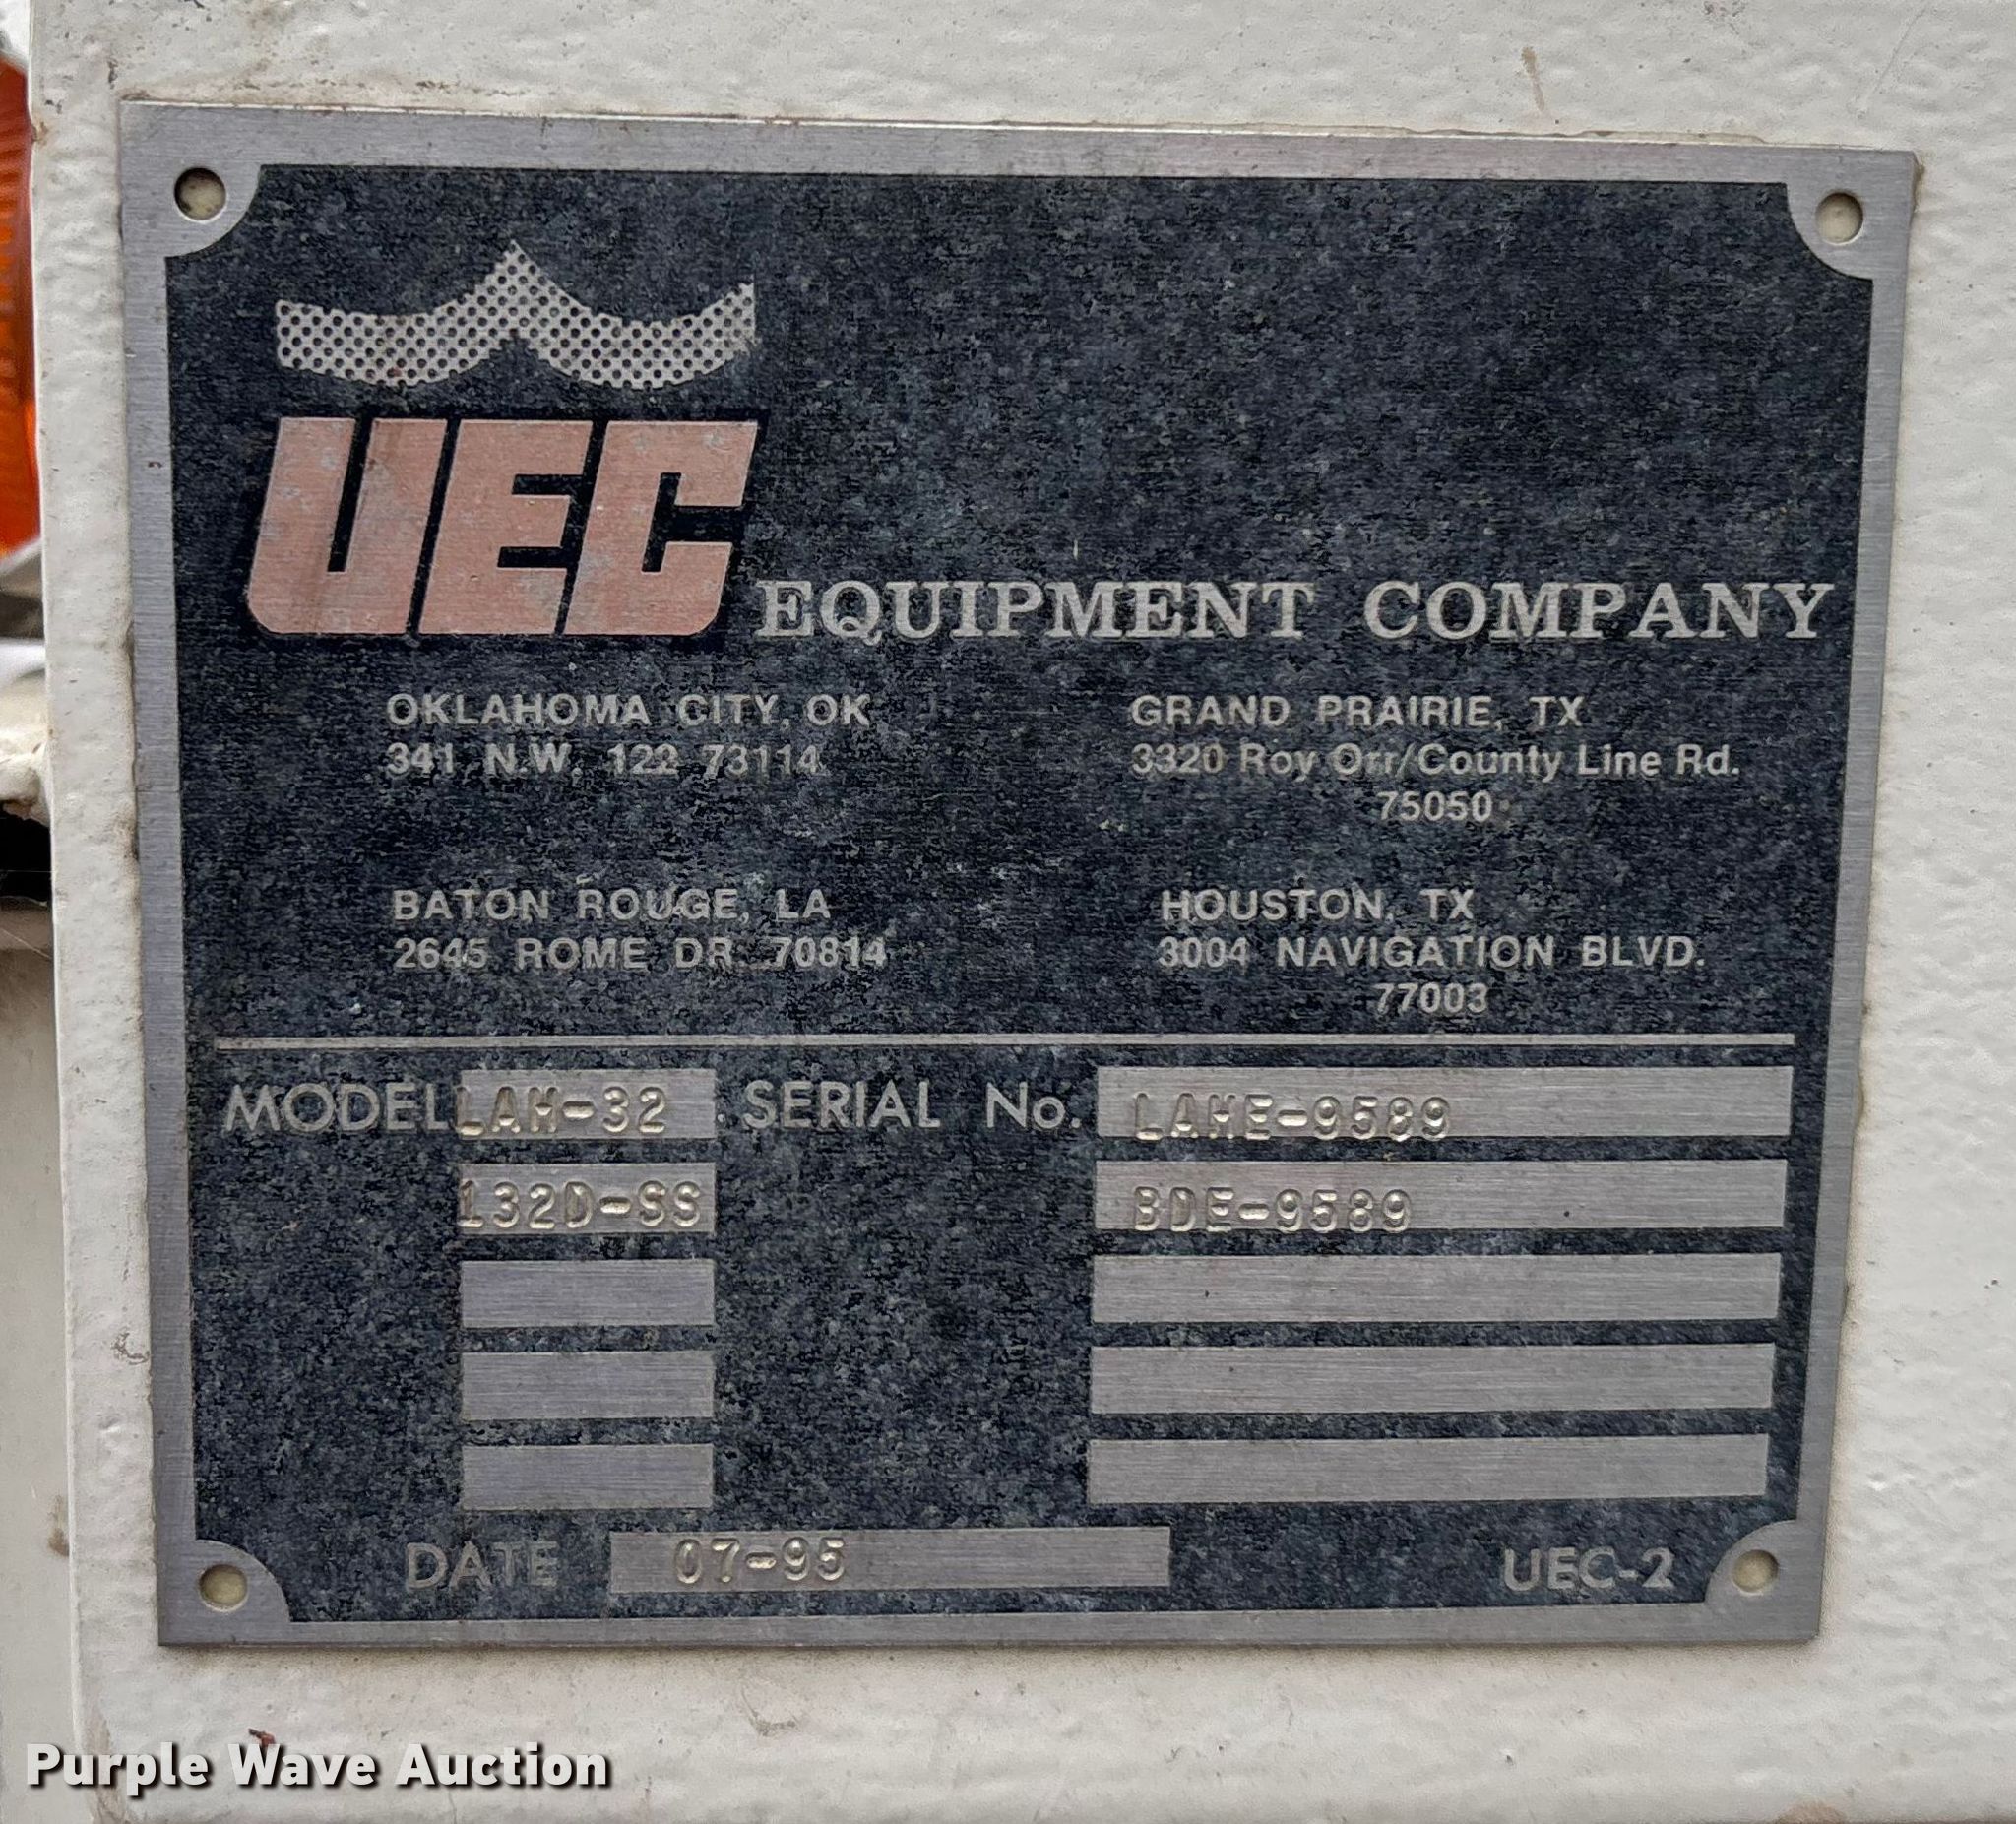 UEC EQUIPMENT COMPANY
OKLAHOMA CITY, OK
341 N.W. 122 73114
GRAND PRAIRIE, TX
3320 Roy Orr/County Line Rd.
75050
BATON ROUGE, LA
2645 ROME DR. 70814
HOUSTON, TX
3004 NAVIGATION BLVD.
77003
MODEL LAH-32 SERIAL No. LAHE-9589
132D-SS BDE-9589
DATE 07-95 UEC-2
Purple Wave Auction